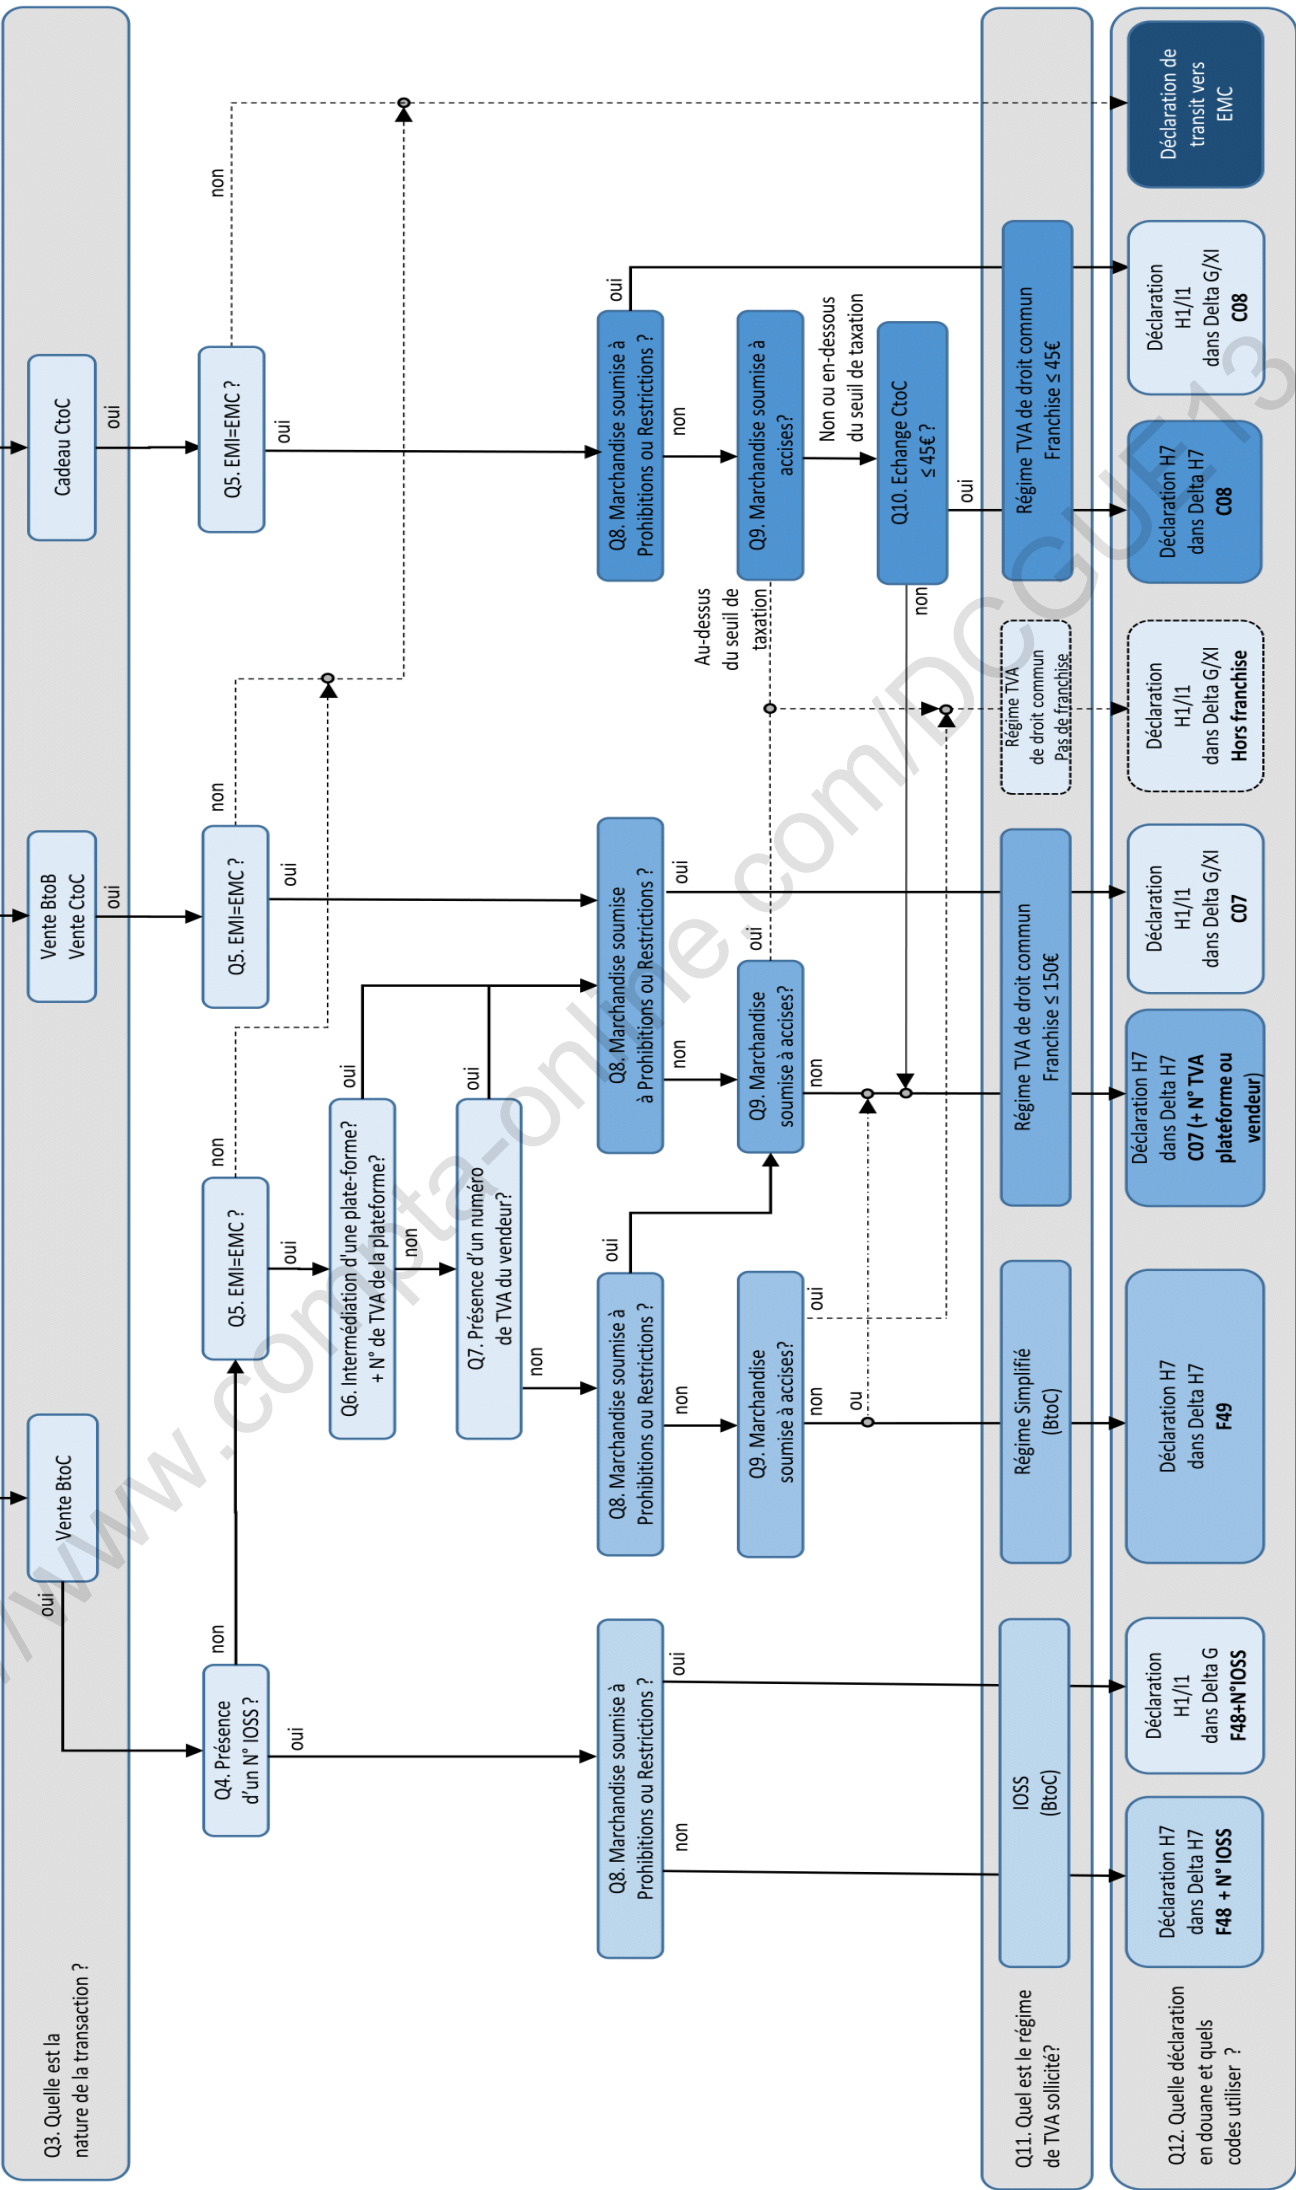 Q3. Quelle est la
nature de la transaction ?
Vente BtoC
Vente BtoB
Vente CtoC
Cadeau CtoC
oui
oui
oui
Q4. Présence
d'un N° IOSS ?
non
oui
Q5. EMI=EMC ?
non
oui
Q5. EMI=EMC ?
non
oui
Q5. EMI=EMC ?
non
oui
Q6. Intermédiation d'une plate-forme?
+ N° de TVA de la plateforme?
oui
non
Q7. Présence d'un numéro
de TVA du vendeur?
oui
non
Q8. Marchandise soumise à
Prohibitions ou Restrictions ?
non
oui
Q8. Marchandise soumise à
Prohibitions ou Restrictions ?
non
oui
Q8. Marchandise soumise
à Prohibitions ou Restrictions ?
non
oui
Q8. Marchandise soumise à
Prohibitions ou Restrictions ?
non
oui
Q9. Marchandise
soumise à accises?
non
oui
ou
Q9. Marchandise
soumise à accises?
non
oui
Au-dessus
du seuil de
taxation
Q9. Marchandise soumise à
accises?
Non ou en-dessous
du seuil de taxation
Q10. Echange CtoC
≤ 45€ ?
non
oui
Q11. Quel est le régime
de TVA sollicité?
IOSS
(BtoC)
Régime Simplifié
(BtoC)
Régime TVA de droit commun
Franchise ≤ 150€
Régime TVA
de droit commun
Pas de franchise
Régime TVA de droit commun
Franchise ≤ 45€
Q12. Quelle déclaration
en douane et quels
codes utiliser ?
Déclaration H7
dans Delta H7
F48 + N° IOSS
Déclaration
H1/I1
dans Delta G
F48+N°IOSS
Déclaration H7
dans Delta H7
F49
Déclaration H7
dans Delta H7
C07 (+ N° TVA
plateforme ou
vendeur)
Déclaration
H1/I1
dans Delta G/XI
C07
Déclaration
H1/I1
dans Delta G/XI
Hors franchise
Déclaration H7
dans Delta H7
C08
Déclaration
H1/I1
dans Delta G/XI
C08
Déclaration de
transit vers
EMC
//www.compta-online.com/DCGUE13